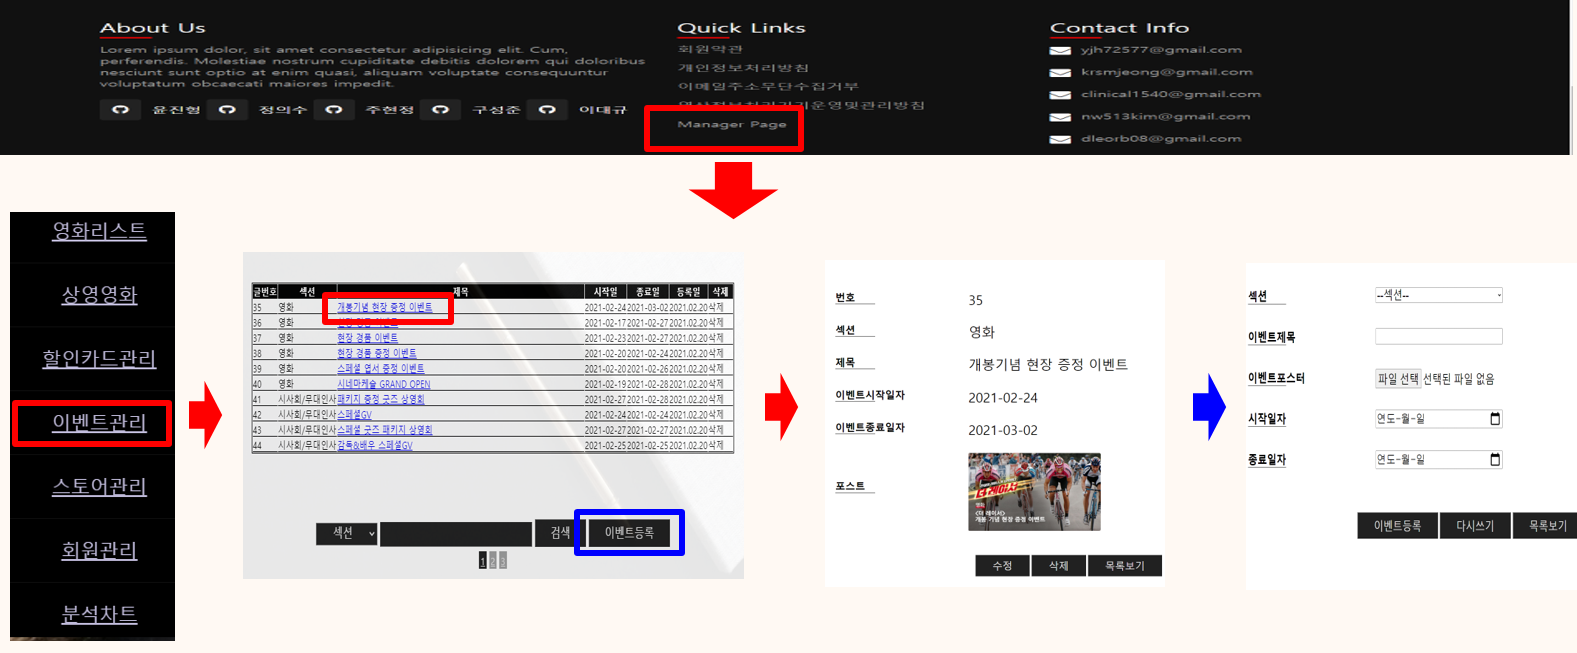 About Us
Lorem ipsum dolor, sit amet consectetur adipisicing elit. Cum,
perferendis. Molestiae nostrum cupiditate debitis dolorem qui doloribus
nesciunt sunt optio at enim quasi, aliquam voluptate consequuntur
voluptatum obcaecati maiores impedit.
윤진형 정의수 주현정 구성준 이대규
Quick Links
회원약관
개인정보처리방침
이메일주소무단수집거부
영상정보처리기기운영및관리방침
Manager Page
Contact Info
yjh72577@gmail.com
krsmjeong@gmail.com
clinical1540@gmail.com
nw513kim@gmail.com
dleorb08@gmail.com
영화리스트
상영영화
할인카드관리
이벤트관리
스토어관리
회원관리
분석차트
글번호 섹션 제목 시작일 종료일 등록일 삭제
35 영화 개봉기념 현장 증정 이벤트 2021-02-24 2021-03-02 2021.02.20 삭제
36 영화 현장 경품 이벤트 2021-02-17 2021-02-27 2021.02.20 삭제
37 영화 현장 경품 이벤트 2021-02-23 2021-02-27 2021.02.20 삭제
38 영화 현장 경품 증정 이벤트 2021-02-20 2021-02-24 2021.02.20 삭제
39 영화 스페셜 엽서 증정 이벤트 2021-02-20 2021-02-26 2021.02.20 삭제
40 영화 시네마케슬 GRAND OPEN 2021-02-19 2021-02-28 2021.02.20 삭제
41 시사회/무대인사 패키지 증정 굿즈 상영회 2021-02-27 2021-02-28 2021.02.20 삭제
42 시사회/무대인사 스페셜GV 2021-02-24 2021-02-24 2021.02.20 삭제
43 시사회/무대인사 스페셜 굿즈 패키지 상영회 2021-02-27 2021-02-27 2021.02.20 삭제
44 시사회/무대인사 감독&배우 스페셜GV 2021-02-25 2021-02-25 2021.02.20 삭제
섹션 검색 이벤트등록
1 2 3
번호 35
섹션 영화
제목 개봉기념 현장 증정 이벤트
이벤트시작일자 2021-02-24
이벤트종료일자 2021-03-02
포스트
더 레이서
영화
<더 레이서>
개봉 기념 현장 증정 이벤트
수정 삭제 목록보기
섹션 --섹션--
이벤트제목
이벤트포스터 파일 선택 선택된 파일 없음
시작일자 연도-월-일
종료일자 연도-월-일
이벤트등록 다시쓰기 목록보기